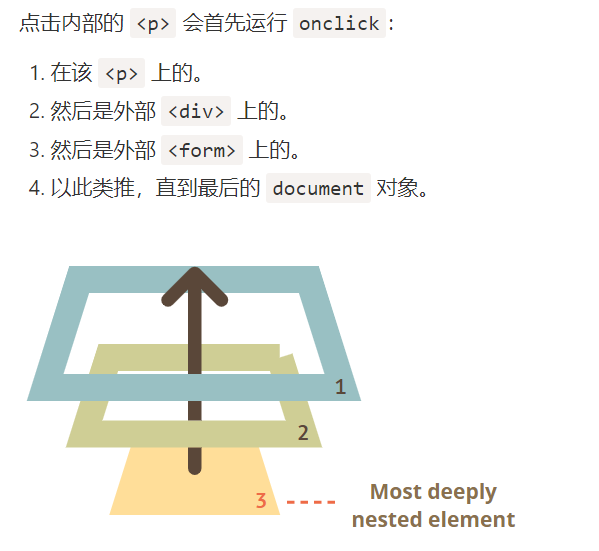 点击内部的 <p> 会首先运行 onclick：
1. 在该 <p> 上的。
2. 然后是外部 <div> 上的。
3. 然后是外部 <form> 上的。
4. 以此类推，直到最后的 document 对象。
1
2
3
Most deeply
nested element